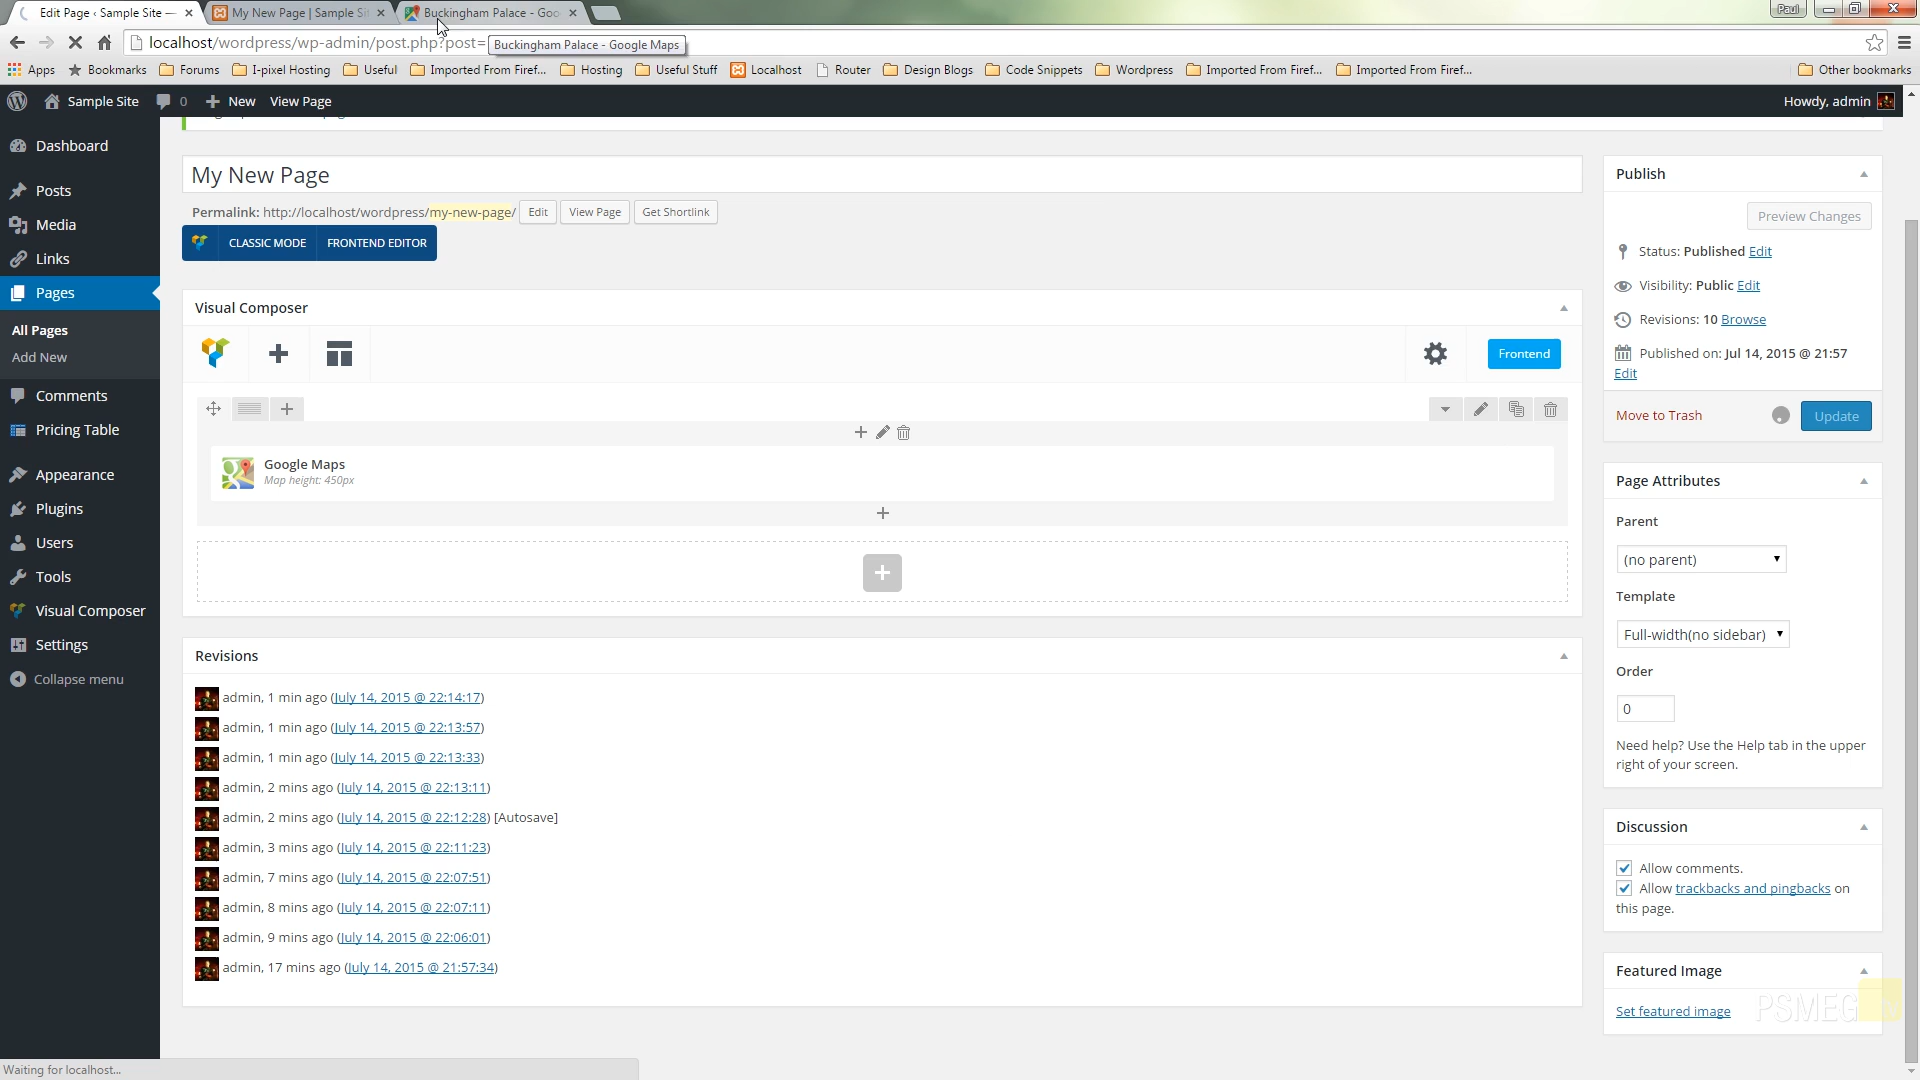 Edit Page ‹ Sample Site —
My New Page | Sample Sit
Buckingham Palace - Goo
Paul
localhost/wordpress/wp-admin/post.php?post=
Buckingham Palace - Google Maps
Apps
Bookmarks
Forums
I-pixel Hosting
Useful
Imported From Firef...
Hosting
Useful Stuff
Localhost
Router
Design Blogs
Code Snippets
Wordpress
Imported From Firef...
Imported From Firef...
Other bookmarks
Sample Site
0
New
View Page
Howdy, admin
Dashboard
Posts
Media
Links
Pages
All Pages
Add New
Comments
Pricing Table
Appearance
Plugins
Users
Tools
Visual Composer
Settings
Collapse menu
My New Page
Permalink: http://localhost/wordpress/my-new-page/
Edit
View Page
Get Shortlink
CLASSIC MODE
FRONTEND EDITOR
Visual Composer
Frontend
Google Maps
Map height: 450px
Revisions
admin, 1 min ago (July 14, 2015 @ 22:14:17)
admin, 1 min ago (July 14, 2015 @ 22:13:57)
admin, 1 min ago (July 14, 2015 @ 22:13:33)
admin, 2 mins ago (July 14, 2015 @ 22:13:11)
admin, 2 mins ago (July 14, 2015 @ 22:12:28) [Autosave]
admin, 3 mins ago (July 14, 2015 @ 22:11:23)
admin, 7 mins ago (July 14, 2015 @ 22:07:51)
admin, 8 mins ago (July 14, 2015 @ 22:07:11)
admin, 9 mins ago (July 14, 2015 @ 22:06:01)
admin, 17 mins ago (July 14, 2015 @ 21:57:34)
Publish
Preview Changes
Status: Published Edit
Visibility: Public Edit
Revisions: 10 Browse
Published on: Jul 14, 2015 @ 21:57
Edit
Move to Trash
Update
Page Attributes
Parent
(no parent)
Template
Full-width(no sidebar)
Order
0
Need help? Use the Help tab in the upper
right of your screen.
Discussion
Allow comments.
Allow trackbacks and pingbacks on
this page.
Featured Image
Set featured image
PSMEG
Waiting for localhost...